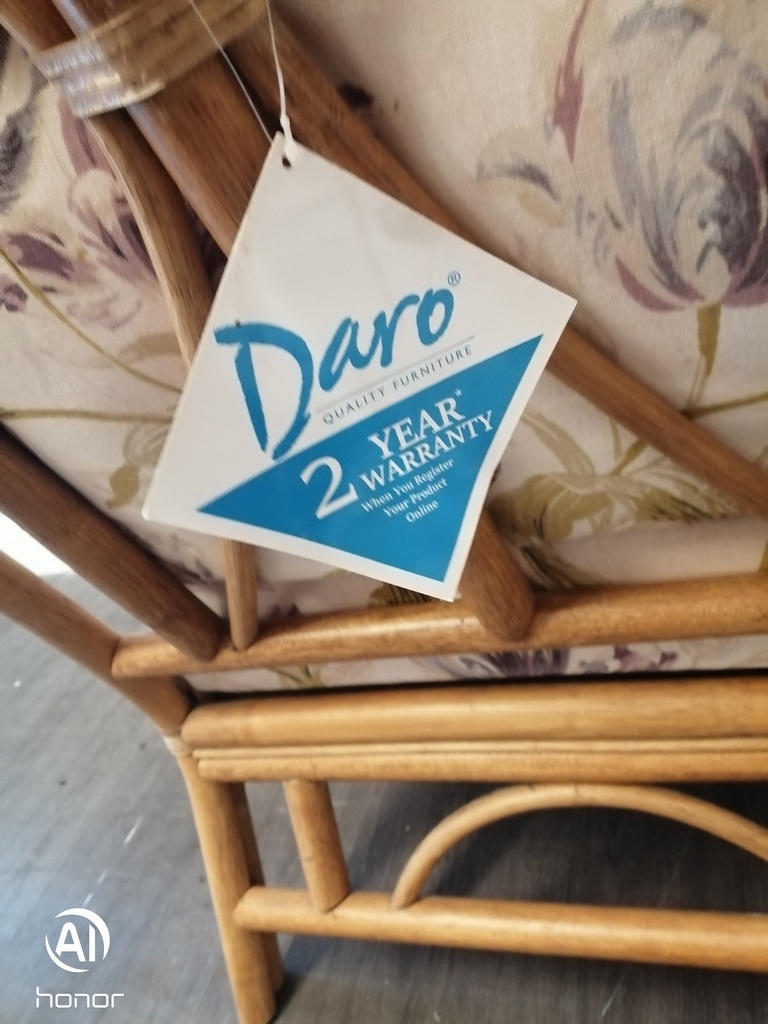 Daro®
QUALITY FURNITURE
2 YEAR*
WARRANTY
When You Register
Your Product
Online
AI
honor